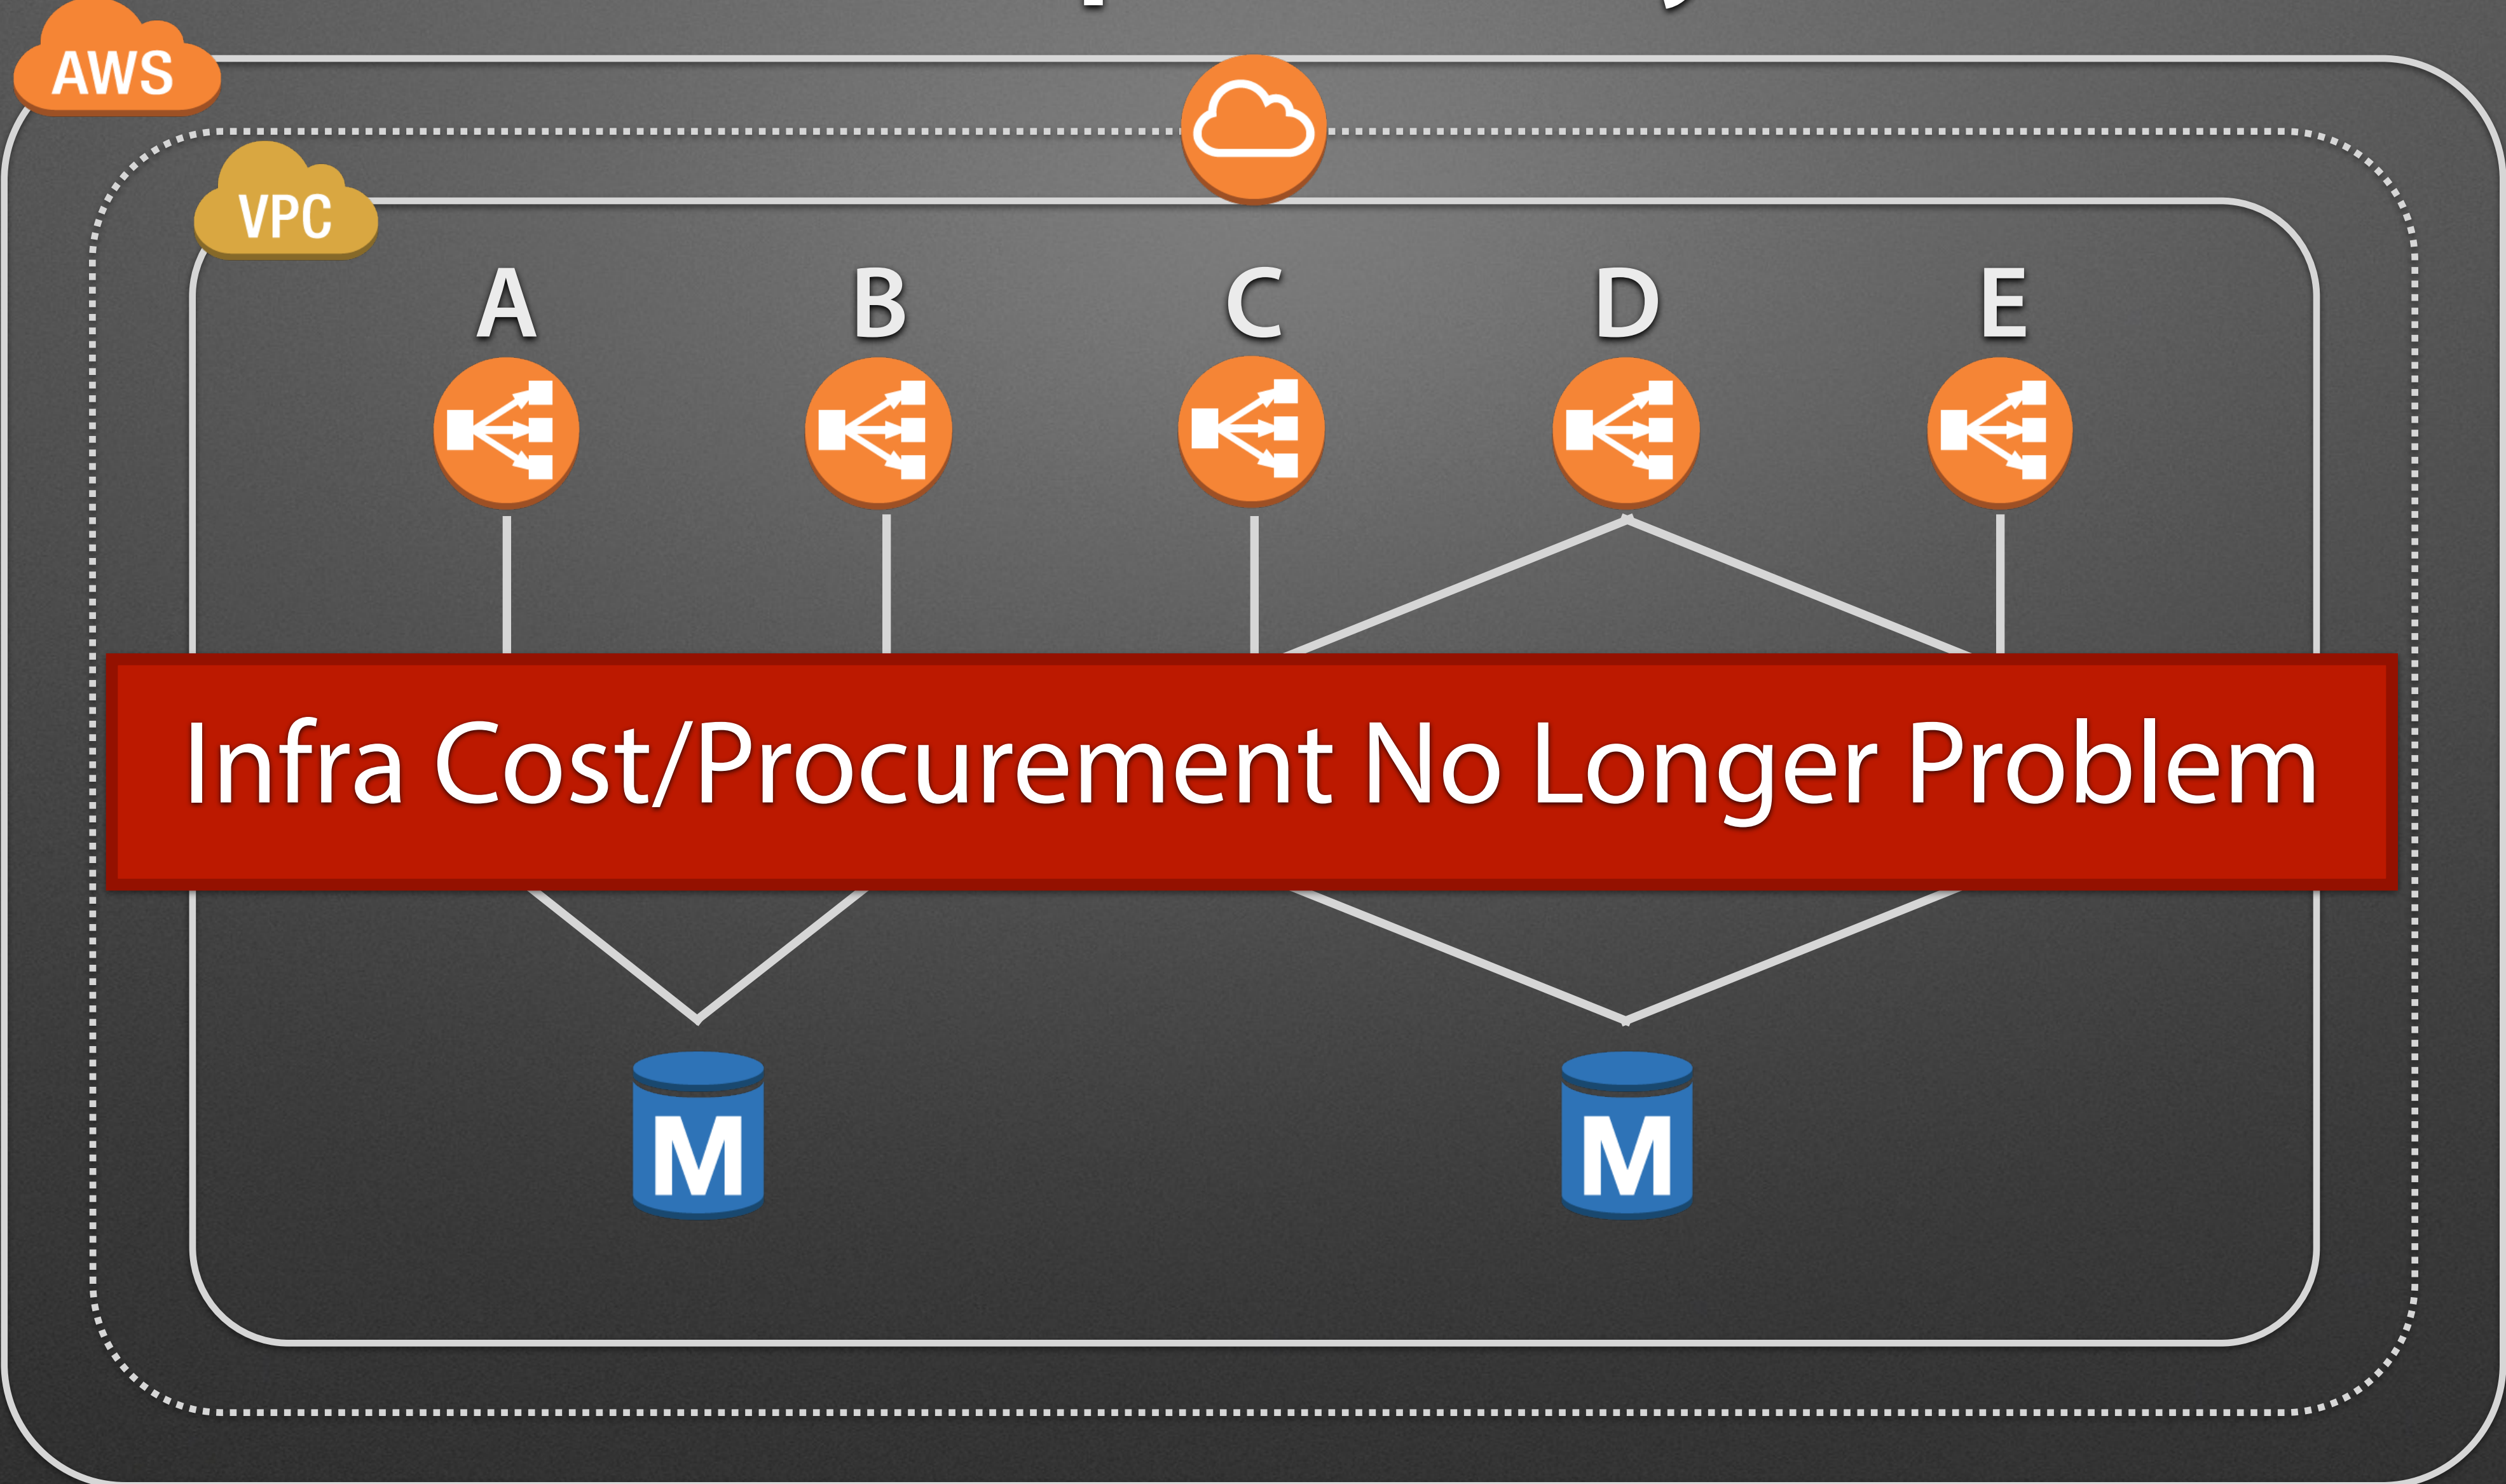 AWS
VPC
A B C D E
Infra Cost/Procurement No Longer Problem
M M